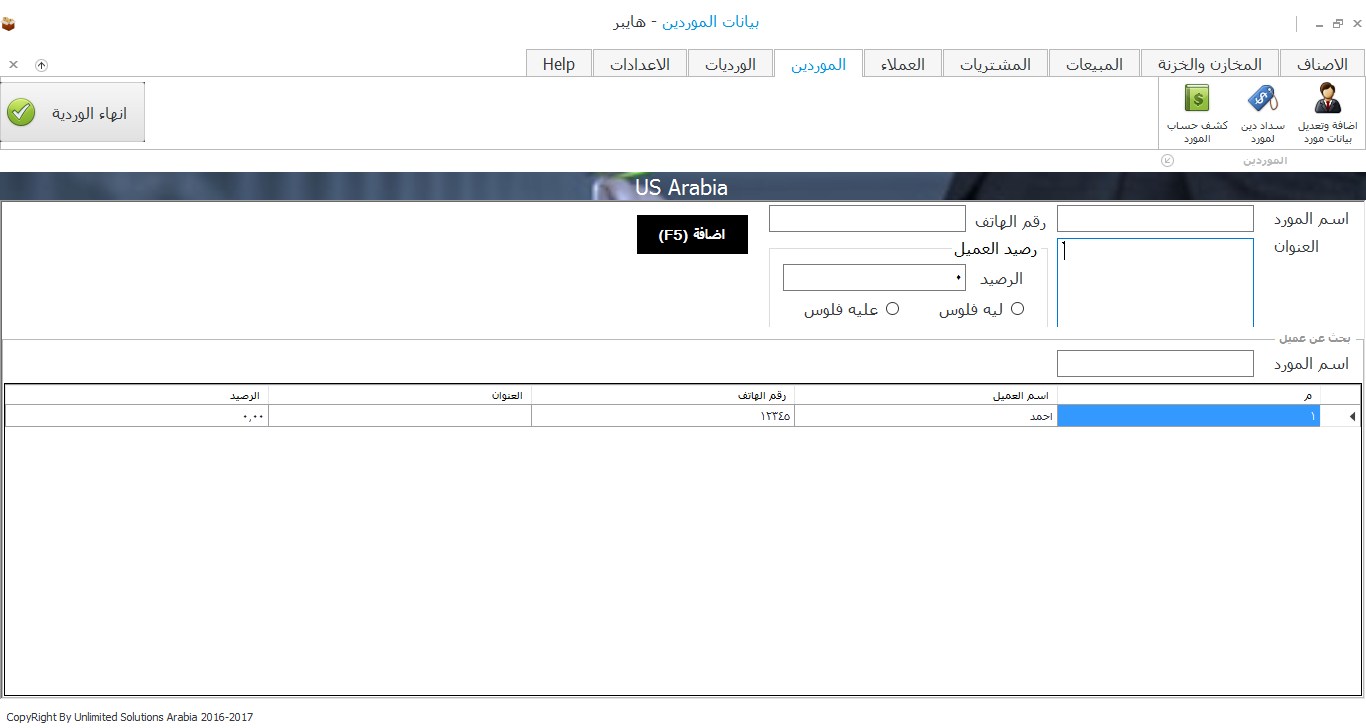 بيانات الموردين - هايبر
الاصناف
المخازن والخزنة
المبيعات
المشتريات
العملاء
الموردين
الورديات
الاعدادات
Help
اضافة وتعديل
بيانات مورد
سداد دين
لمورد
كشف حساب
المورد
الموردين
انهاء الوردية
US Arabia
اسم المورد
رقم الهاتف
اضافة (F5)
العنوان
رصيد العميل
الرصيد ٠
ليه فلوس
عليه فلوس
بحث عن عميل
اسم المورد
م اسم العميل رقم الهاتف العنوان الرصيد
١ احمد ١٢٣٤٥ ٠,٠٠
CopyRight By Unlimited Solutions Arabia 2016-2017